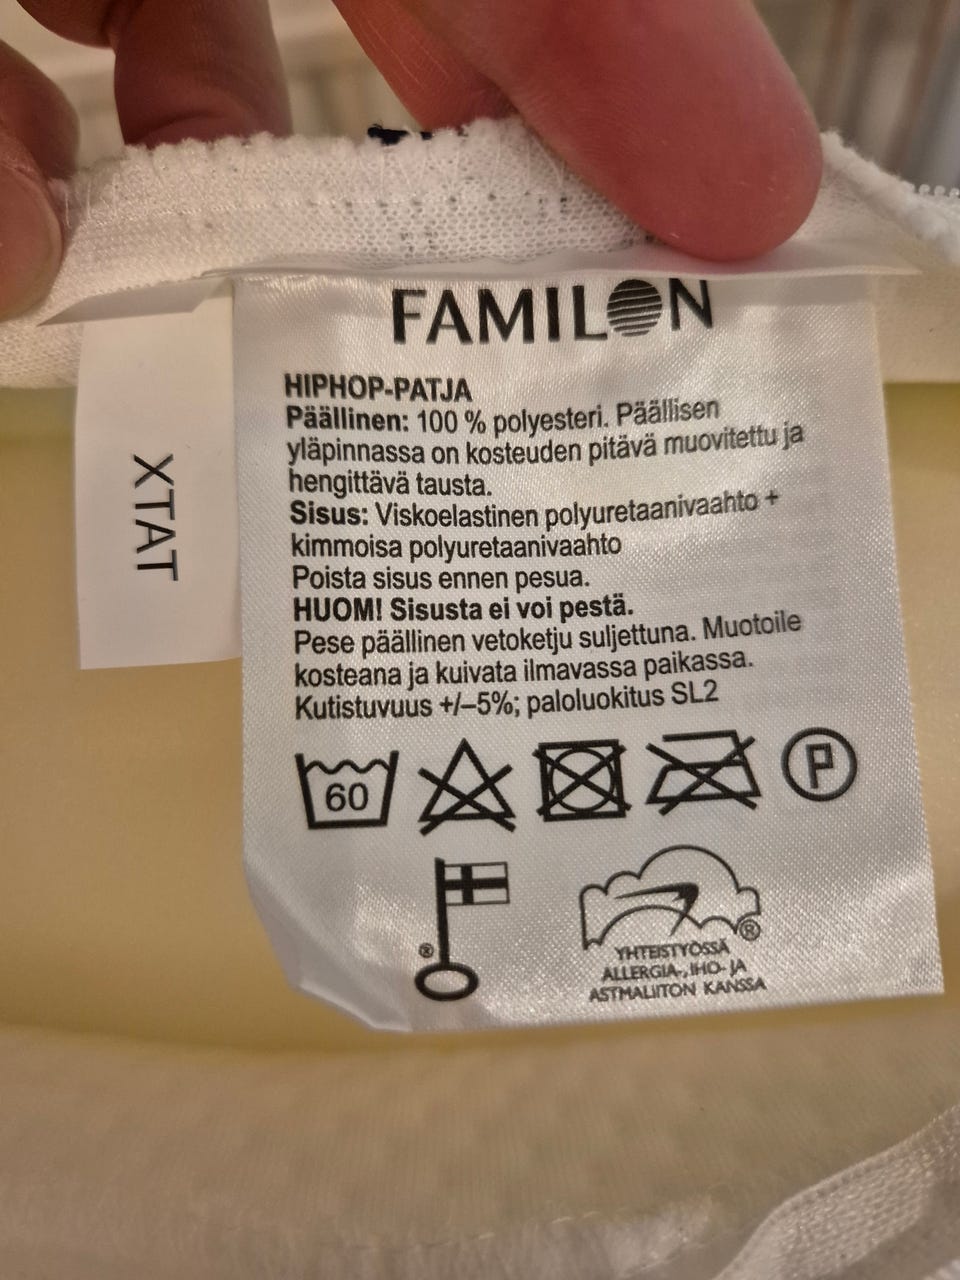 FAMILON
HIPHOP-PATJA
Päällinen: 100 % polyesteri. Päällisen
yläpinnassa on kosteuden pitävä muovitettu ja
hengittävä tausta.
Sisus: Viskoelastinen polyuretaanivaahto +
kimmoisa polyuretaanivaahto
Poista sisus ennen pesua.
HUOM! Sisusta ei voi pestä.
Pese päällinen vetoketju suljettuna. Muotoile
kosteana ja kuivata ilmavassa paikassa.
Kutistuvuus +/–5%; paloluokitus SL2
60
P
®
®
YHTEISTYÖSSÄ
ALLERGIA-, IHO- JA
ASTMALIITON KANSSA
XTAT